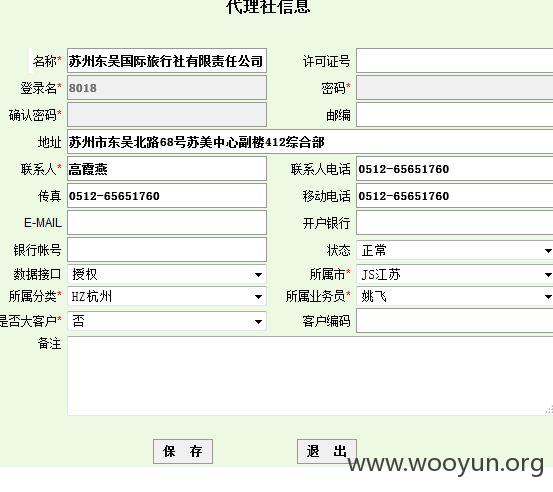 代理社信息
名称* 苏州东吴国际旅行社有限责任公司 许可证号
登录名* 8018 密码*
确认密码* 邮编
地址 苏州市东吴北路68号苏美中心副楼412综合部
联系人* 高霞燕 联系人电话 0512-65651760
传真 0512-65651760 移动电话 0512-65651760
E-MAIL 开户银行
银行帐号 状态 正常
数据接口 授权 所属市* JS江苏
所属分类* HZ杭州 所属业务员* 姚飞
是否大客户* 否 客户编码
备注
保 存 退 出
www.wooyun.org